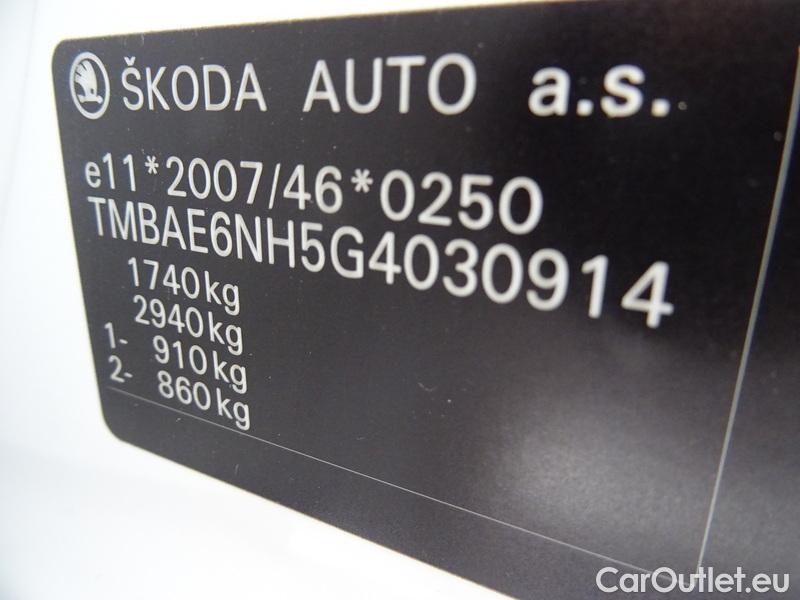 ŠKODA AUTO a.s.
e11*2007/46*0250
TMBAE6NH5G4030914
1740kg
2940kg
1- 910kg
2- 860kg
CarOutlet.eu